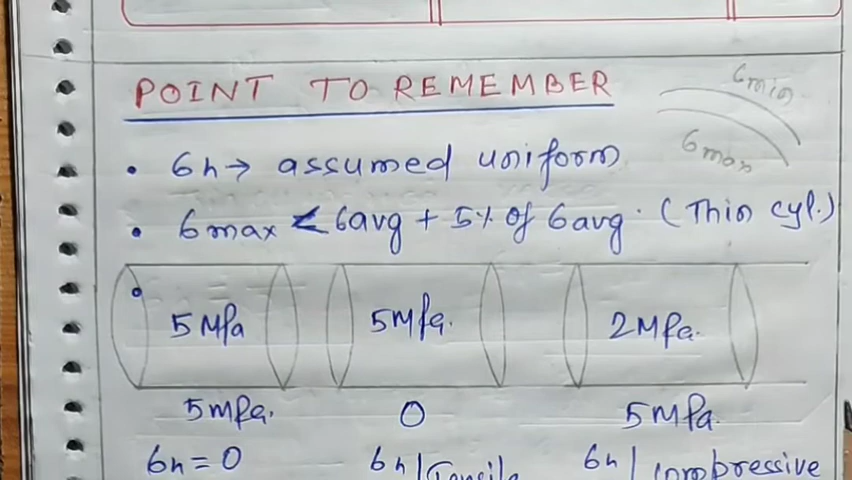 POINT TO REMEMBER
6min
6max
• 6h → assumed uniform
• 6max < 6avg + 5% of 6avg. (Thin cyl.)
5 MPa 5 MPa. 2 MPa.
5 MPa. 0 5 MPa.
6h = 0 6h | Tensile 6h | compressive